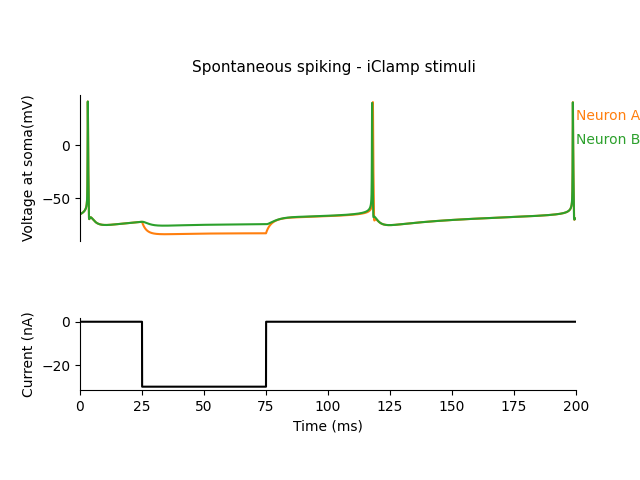 Spontaneous spiking - iClamp stimuli
Voltage at soma(mV)
0
−50
Neuron A
Neuron B
Current (nA)
0
−20
0 25 50 75 100 125 150 175 200
Time (ms)